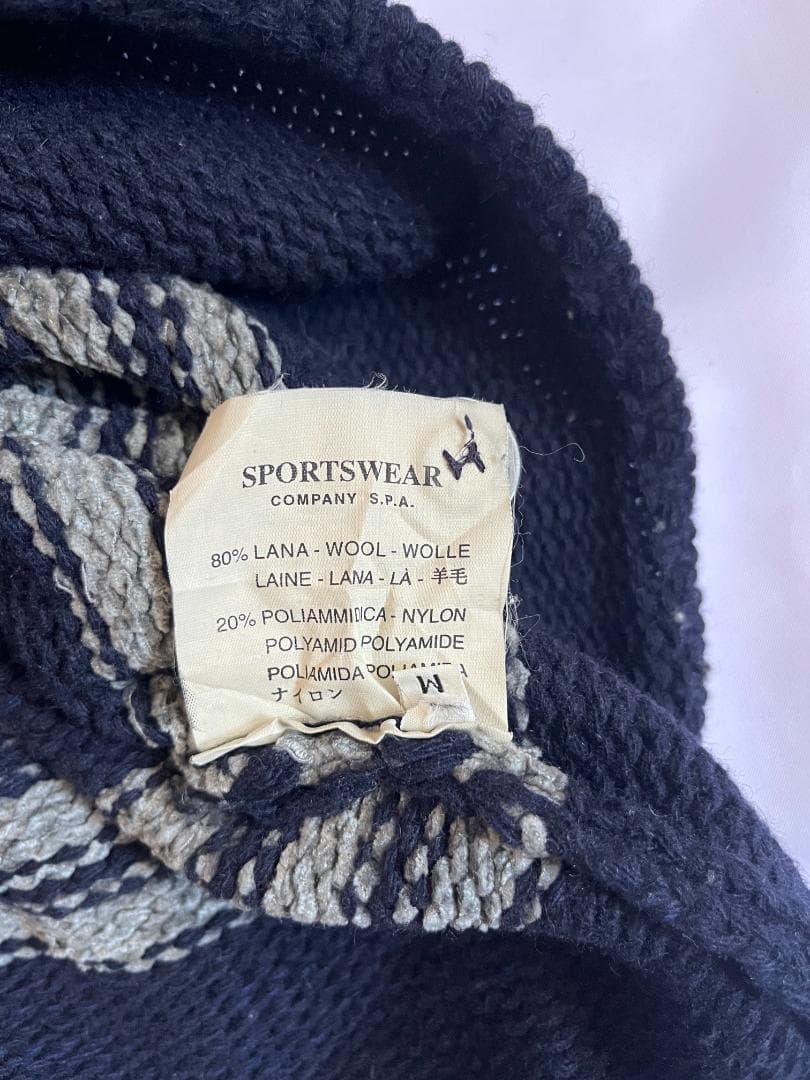 SPORTSWEAR
COMPANY S.P.A.
80% LANA - WOOL - WOLLE
LAINE - LANA - LÀ - 羊毛
20% POLIAMMIDICA - NYLON
POLYAMID POLYAMIDE
POLIAMIDA POLIAMIDA
ナイロン
M